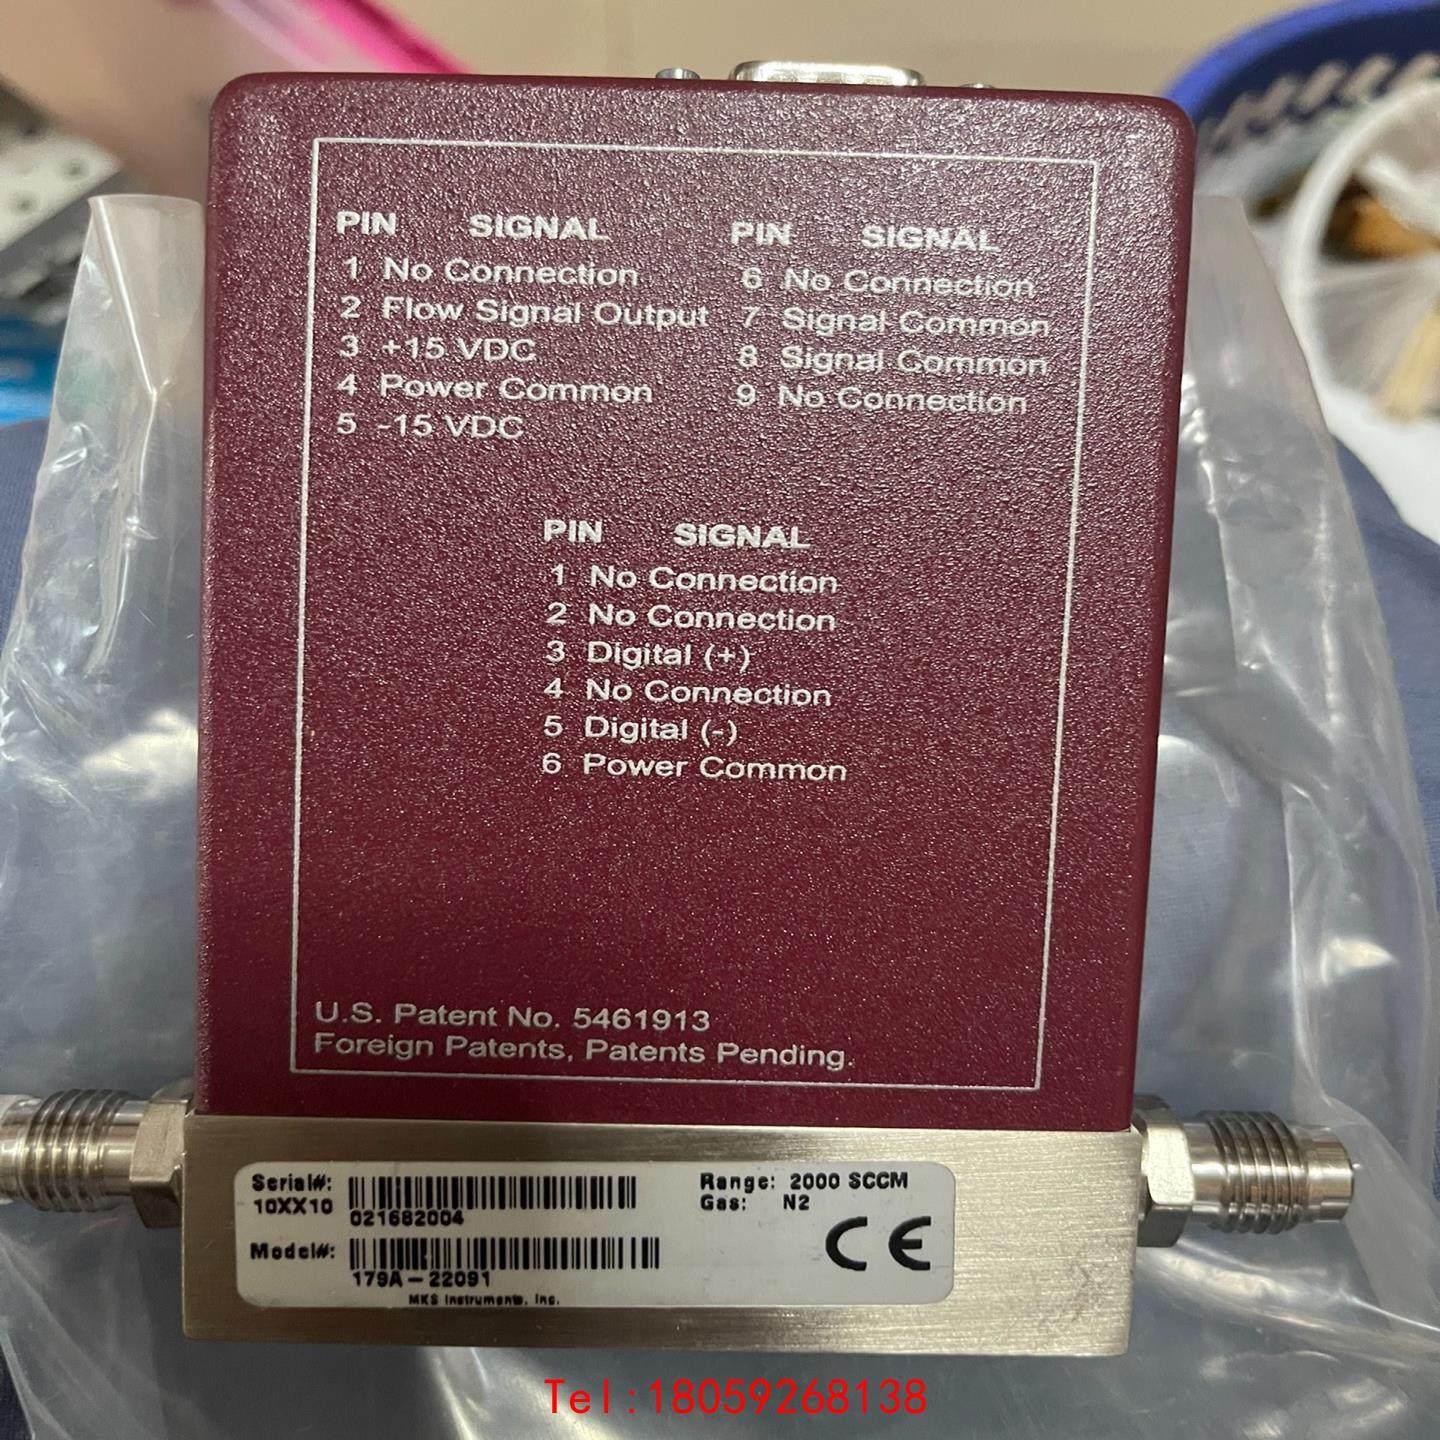 PIN SIGNAL
1 No Connection
2 Flow Signal Output
3 +15 VDC
4 Power Common
5 -15 VDC
PIN SIGNAL
6 No Connection
7 Signal Common
8 Signal Common
9 No Connection
PIN SIGNAL
1 No Connection
2 No Connection
3 Digital (+)
4 No Connection
5 Digital (-)
6 Power Common
U.S. Patent No. 5461913
Foreign Patents, Patents Pending.
Serial#:
10XX10
021682004
Model#:
179A-22091
MKS Instruments, Inc.
Range: 2000 SCCM
Gas: N2
CE
Tel:18059268138